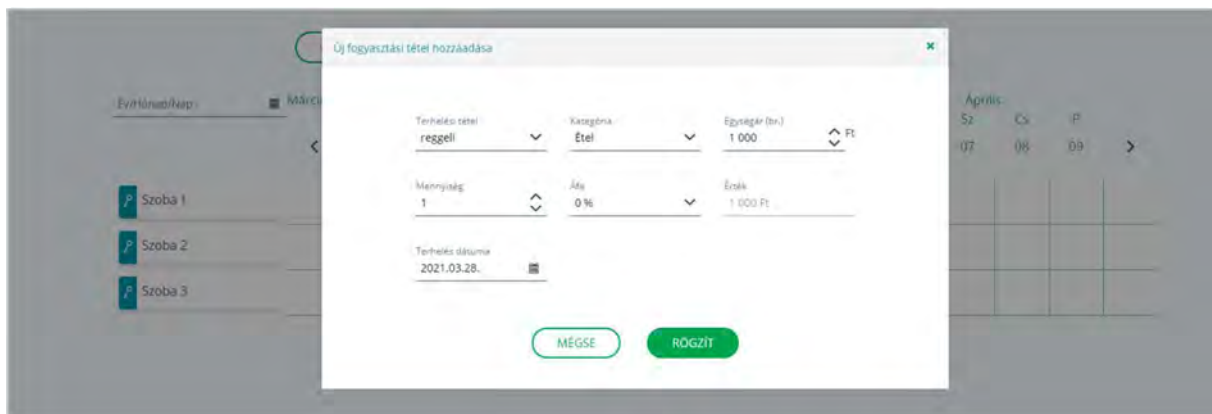 Új fogyasztási tétel hozzáadása
Év/Hónap/Nap
Április
Sz Cs P
07 08 09
Terhelési tétel Kategória Egységár (br.)
reggeli Étel 1 000 Ft
Mennyiség Áfa Érték
1 0 % 1 000 Ft
Szoba 1
Szoba 2
Terhelés dátuma
2021.03.28.
Szoba 3
MÉGSE RÖGZÍT